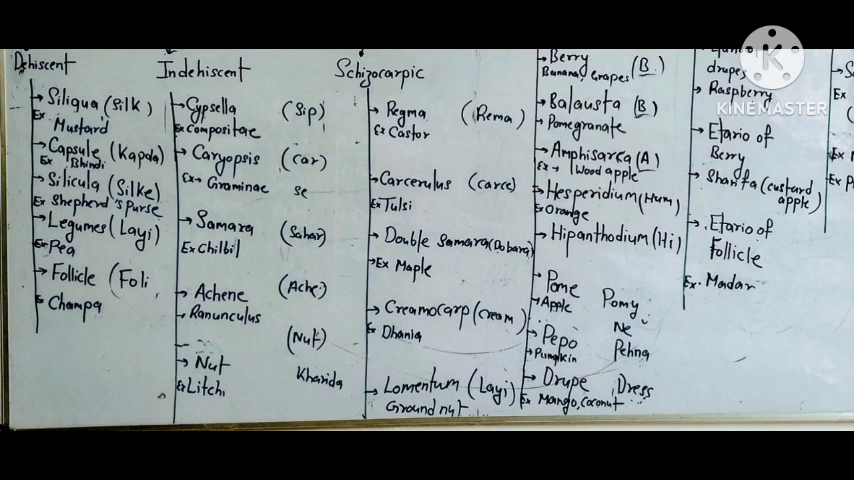 Dehiscent
→ Siliqua (Silk)
Ex Mustard
→ Capsule (Kapda)
Ex Bhindi
→ Silicula (Silke)
Ex Shepherd's Purse
→ Legumes (Layi)
Ex- Pea
→ Follicle (Foli
Ex Champa
Indehiscent
→ Cypsella (Sip)
Ex Compositae
→ Caryopsis (car)
Ex → Graminae se
→ Samara (Sahar)
Ex Chilbil
→ Achene (Ache)
→ Ranunculus
(Nut)
→ Nut
Ex Litchi
Kharida
Schizocarpic
→ Regma (Rema)
Ex Castor
→ Carcerulus (carce)
Ex Tulsi
→ Double Samara (Dobara)
→ Ex Maple
→ Creamocarp (cream)
Ex Dhania
→ Lomentum (Layi)
Ground nut
→ Berry (B)
Banana, Grapes
→ Balausta (B)
→ Pomegranate
→ Amphisarca (A)
Ex → Wood apple
→ Hesperidium (Hum)
Ex Orange
→ Hipanthodium (Hi)
→ Pome Pomy
→ Apple
Ne
→ Pepo Pehna
→ Pumpkin
→ Drupe Dress
Ex Mango, Coconut
drupes
Raspberry
→ Etario of
Berry
→ Shanfa (custard
apple)
→ Etario of
Follicle
Ex. Madar
KINEMASTER